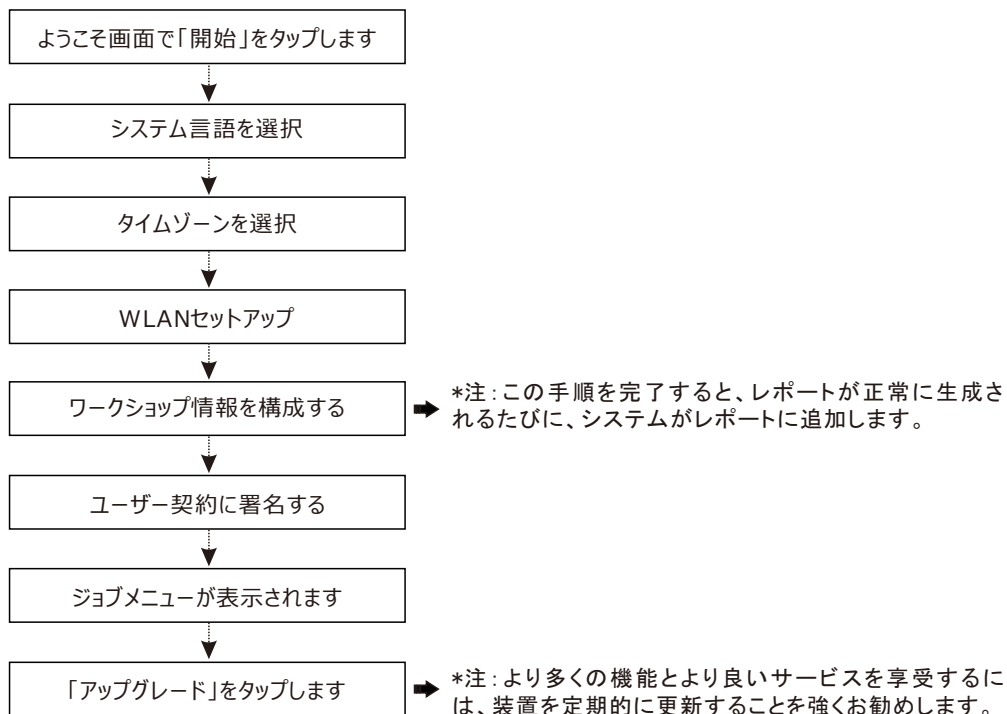 ようこそ画面で「開始」をタップします
システム言語を選択
タイムゾーンを選択
WLANセットアップ
ワークショップ情報を構成する
*注:この手順を完了すると、レポートが正常に生成さ
れるたびに、システムがレポートに追加します。
ユーザー契約に署名する
ジョブメニューが表示されます
「アップグレード」をタップします
*注:より多くの機能とより良いサービスを享受するに
は、装置を定期的に更新することを強くお勧めします。